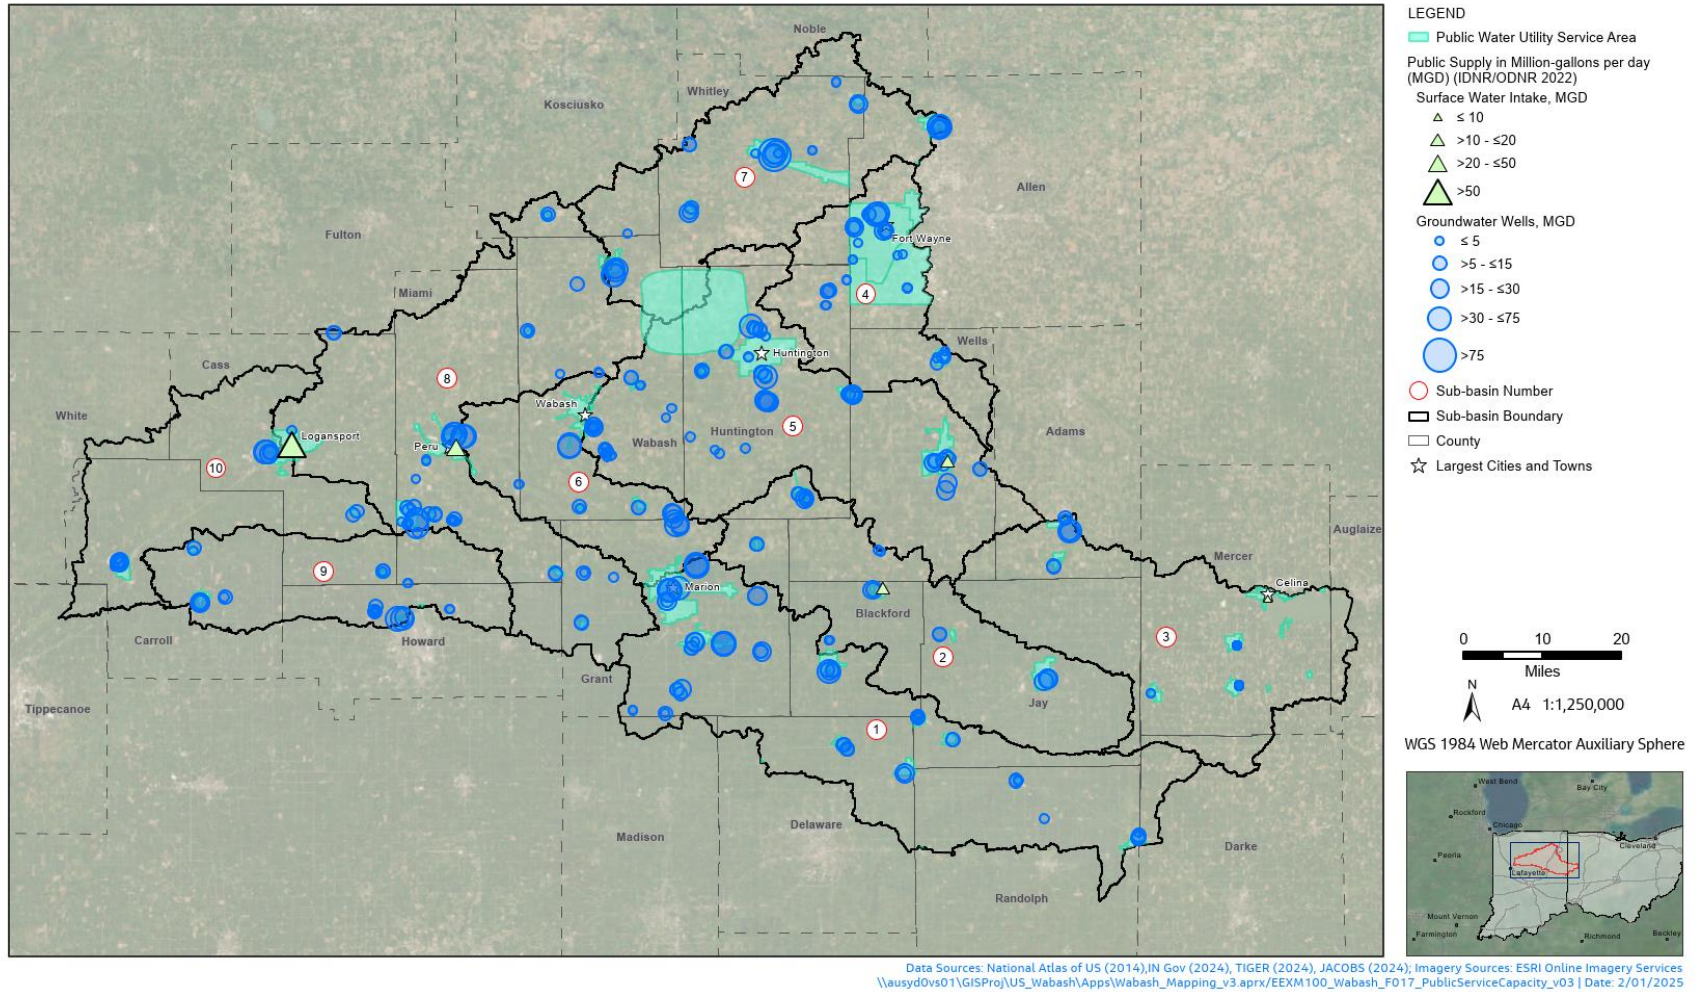 Noble
Whitley
Kosciusko
Allen
7
Fulton
Fort Wayne
Miami
4
Wells
Huntington
Cass
8
White
Wabash
Logansport
Peru
Wabash
Huntington
5
Adams
10
6
Auglaize
Mercer
9
Marion
Celina
Blackford
Carroll
Howard
3
2
Grant
Tippecanoe
Jay
1
Madison
Delaware
Darke
Randolph
LEGEND
Public Water Utility Service Area
Public Supply in Million-gallons per day
(MGD) (IDNR/ODNR 2022)
Surface Water Intake, MGD
≤ 10
>10 - ≤20
>20 - ≤50
>50
Groundwater Wells, MGD
≤ 5
>5 - ≤15
>15 - ≤30
>30 - ≤75
>75
Sub-basin Number
Sub-basin Boundary
County
Largest Cities and Towns
0 10 20
Miles
N
A4 1:1,250,000
WGS 1984 Web Mercator Auxiliary Sphere
West Bend
Bay City
Rockford
Chicago
Cleveland
Peoria
Lafayette
Mount Vernon
Farmington
Richmond
Beckley
Data Sources: National Atlas of US (2014),IN Gov (2024), TIGER (2024), JACOBS (2024); Imagery Sources: ESRI Online Imagery Services
\\ausyd0vs01\GISProj\US_Wabash\Apps\Wabash_Mapping_v3.aprx/EEXM100_Wabash_F017_PublicServiceCapacity_v03 | Date: 2/01/2025